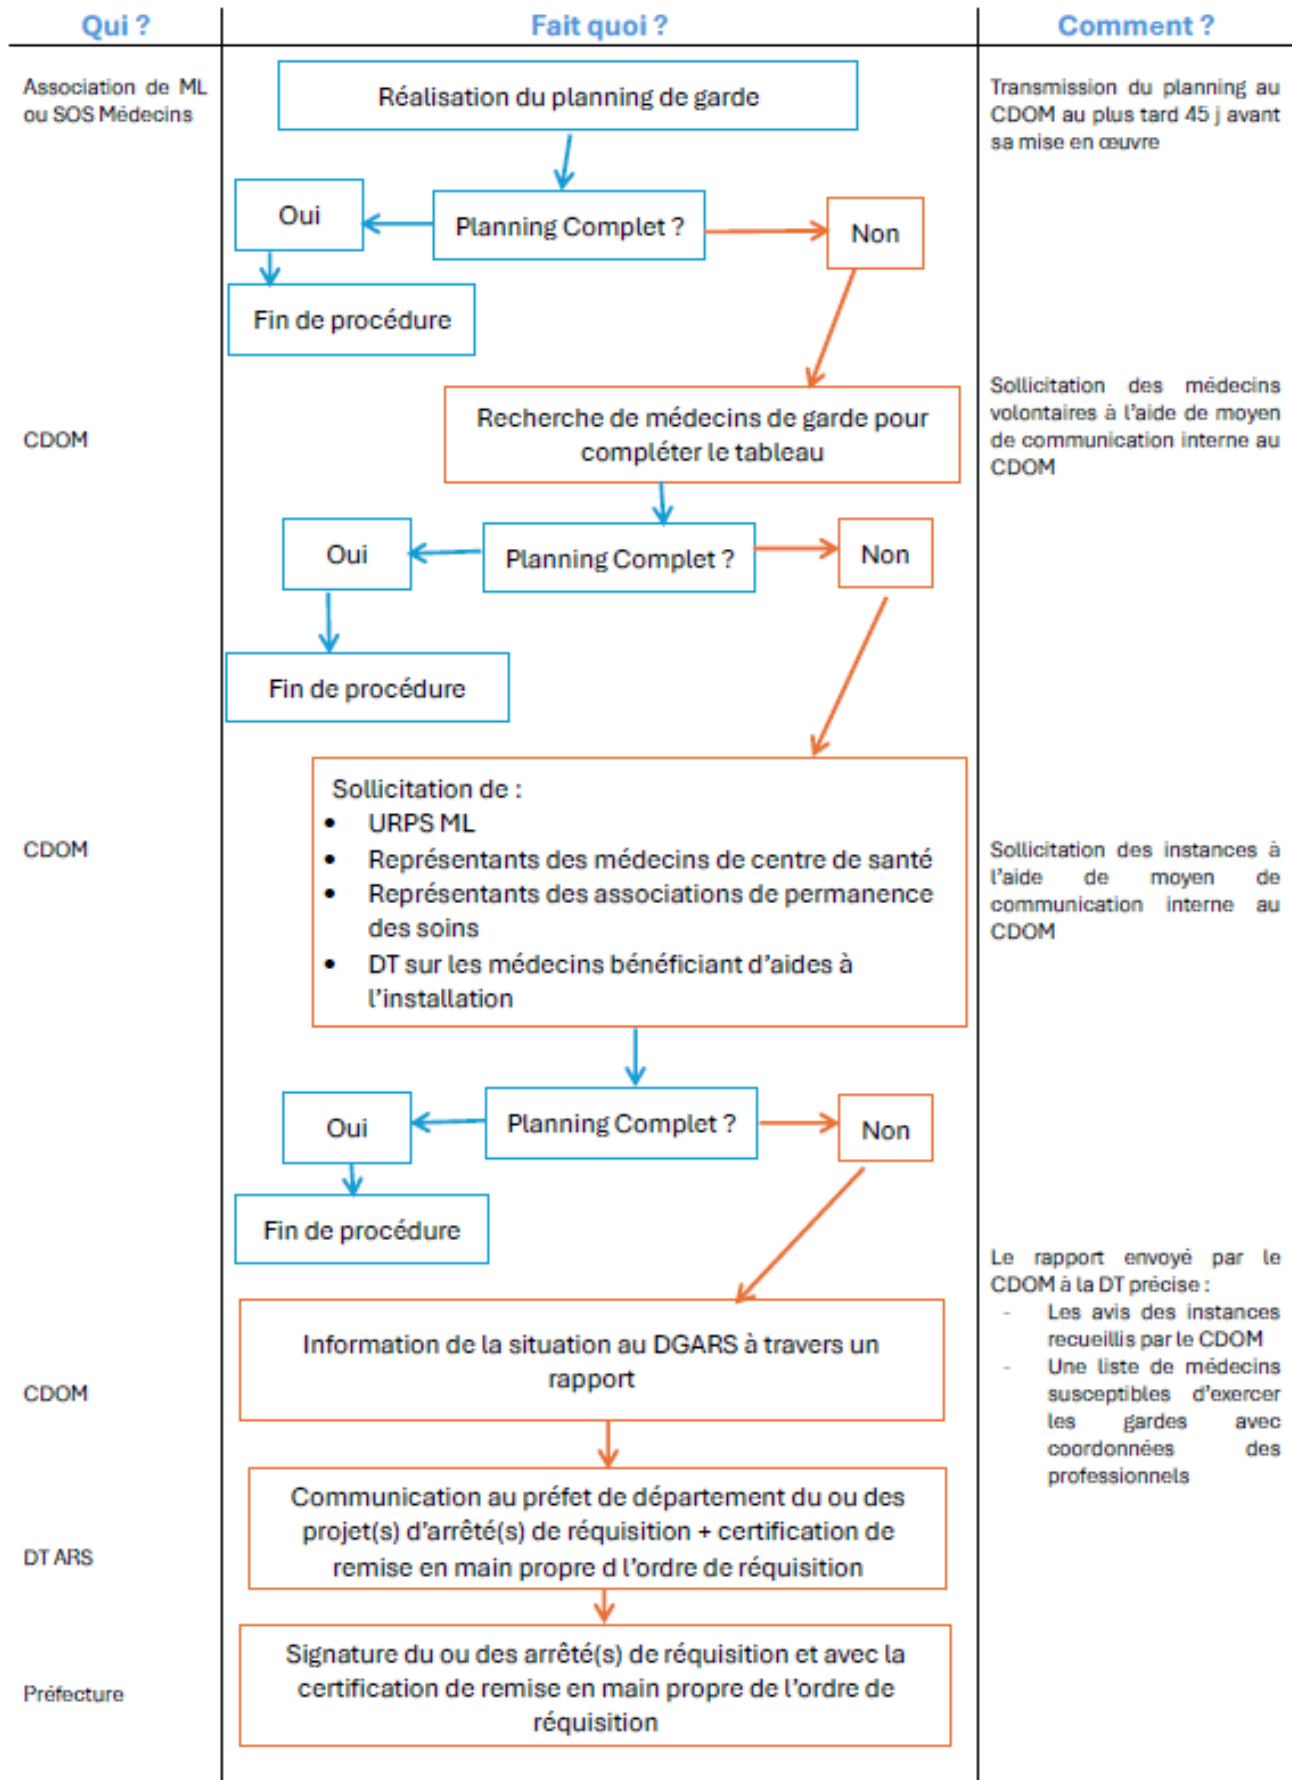 Qui ?
Fait quoi ?
Comment ?
Association de ML
ou SOS Médecins
Réalisation du planning de garde
Transmission du planning au
CDOM au plus tard 45 j avant
sa mise en œuvre
Oui
Planning Complet ?
Non
Fin de procédure
CDOM
Recherche de médecins de garde pour
compléter le tableau
Sollicitation des médecins
volontaires à l'aide de moyen
de communication interne au
CDOM
Oui
Planning Complet ?
Non
Fin de procédure
CDOM
Sollicitation de :
• URPS ML
• Représentants des médecins de centre de santé
• Représentants des associations de permanence
des soins
• DT sur les médecins bénéficiant d'aides à
l'installation
Sollicitation des instances à
l'aide de moyen de
communication interne au
CDOM
Oui
Planning Complet ?
Non
Fin de procédure
CDOM
Information de la situation au DGARS à travers un
rapport
Le rapport envoyé par le
CDOM à la DT précise :
- Les avis des instances
recueillis par le CDOM
- Une liste de médecins
susceptibles d'exercer
les gardes avec
coordonnées des
professionnels
DT ARS
Communication au préfet de département du ou des
projet(s) d'arrêté(s) de réquisition + certification de
remise en main propre d l'ordre de réquisition
Préfecture
Signature du ou des arrêté(s) de réquisition et avec la
certification de remise en main propre de l'ordre de
réquisition